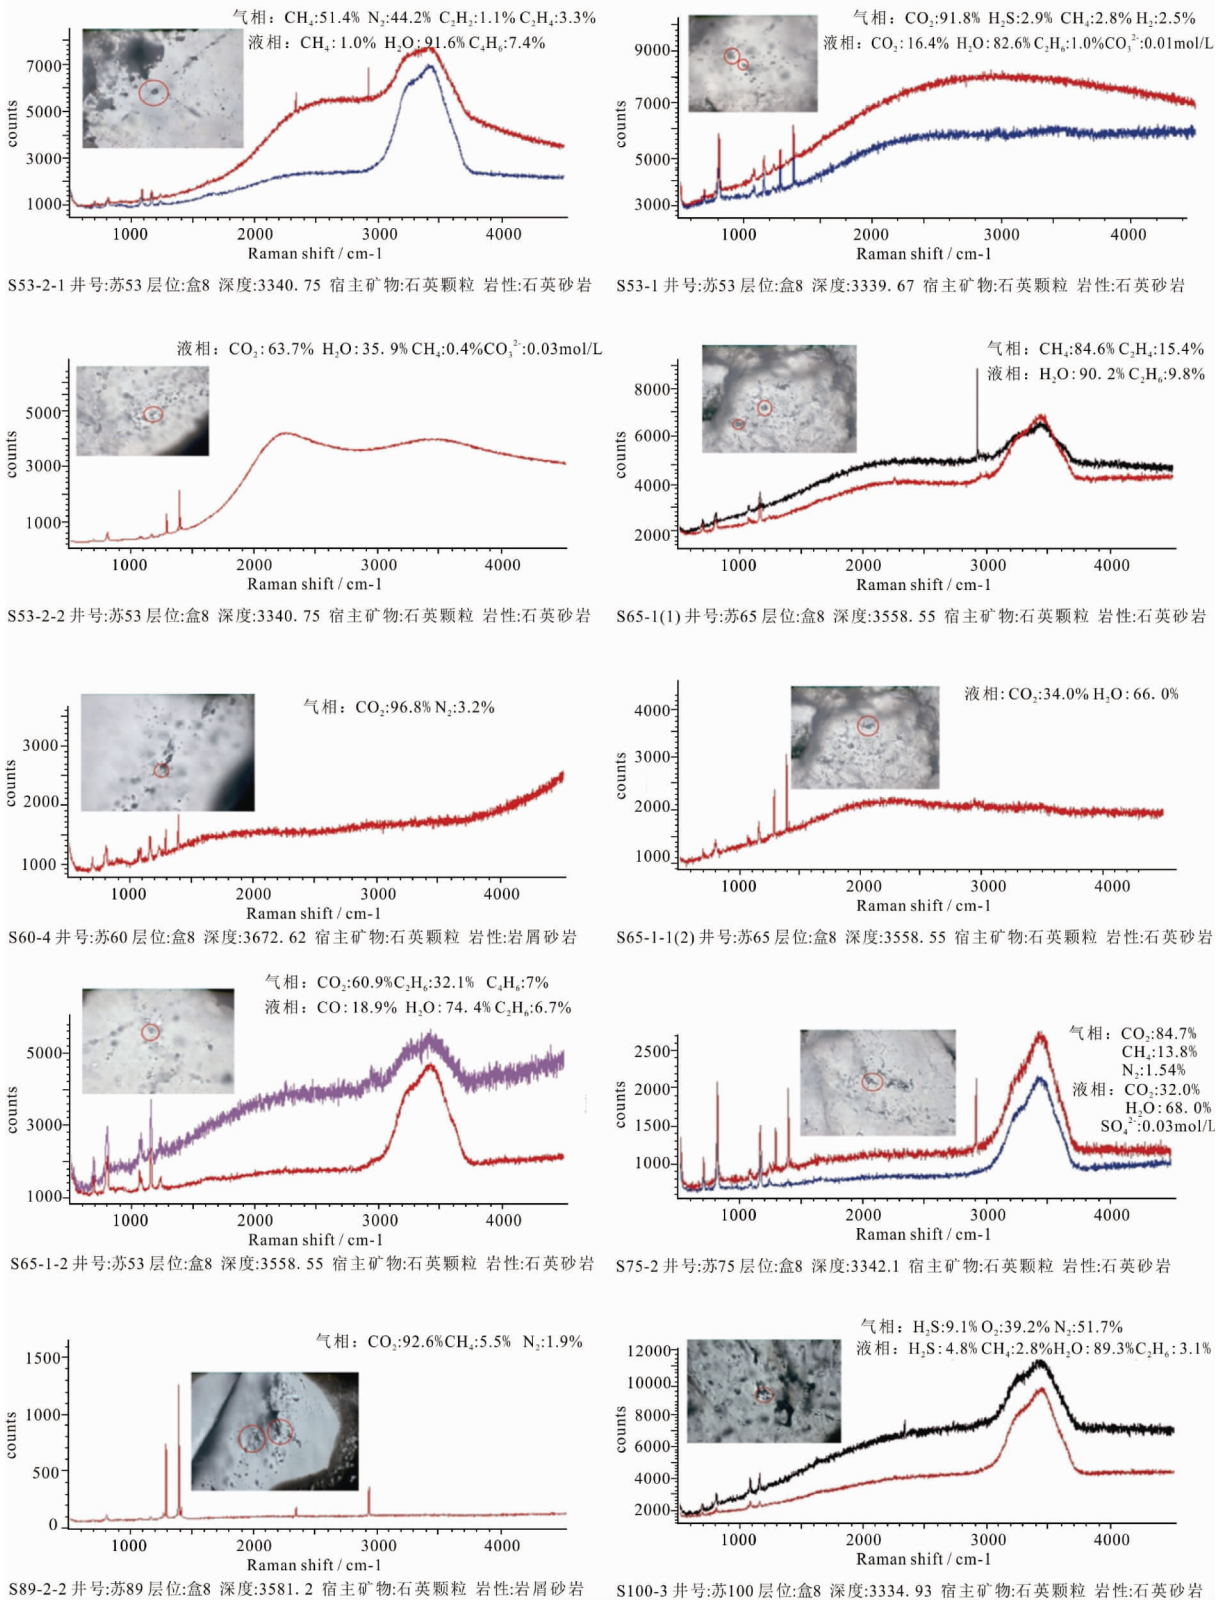 气相: CH₄:51.4% N₂:44.2% C₂H₂:1.1% C₂H₄:3.3%
液相: CH₄:1.0% H₂O:91.6% C₄H₆:7.4%
7000
5000
3000
1000
counts
1000 2000 3000 4000
Raman shift / cm-1
S53-2-1 井号:苏53 层位:盒8 深度:3340.75 宿主矿物:石英颗粒 岩性:石英砂岩
气相: CO₂:91.8% H₂S:2.9% CH₄:2.8% H₂:2.5%
液相: CO₂:16.4% H₂O:82.6% C₂H₆:1.0% CO₃²⁻:0.01mol/L
9000
7000
5000
3000
counts
1000 2000 3000 4000
Raman shift / cm-1
S53-1 井号:苏53 层位:盒8 深度:3339.67 宿主矿物:石英颗粒 岩性:石英砂岩
液相: CO₂:63.7% H₂O:35.9% CH₄:0.4% CO₃²⁻:0.03mol/L
5000
3000
1000
counts
1000 2000 3000 4000
Raman shift / cm-1
S53-2-2 井号:苏53 层位:盒8 深度:3340.75 宿主矿物:石英颗粒 岩性:石英砂岩
气相: CH₄:84.6% C₂H₄:15.4%
液相: H₂O:90.2% C₂H₆:9.8%
8000
6000
4000
2000
counts
1000 2000 3000 4000
Raman shift / cm-1
S65-1(1) 井号:苏65 层位:盒8 深度:3558.55 宿主矿物:石英颗粒 岩性:石英砂岩
气相: CO₂:96.8% N₂:3.2%
3000
2000
1000
counts
1000 2000 3000 4000
Raman shift / cm-1
S60-4 井号:苏60 层位:盒8 深度:3672.62 宿主矿物:石英颗粒 岩性:岩屑砂岩
液相: CO₂:34.0% H₂O:66.0%
4000
3000
2000
1000
counts
1000 2000 3000 4000
Raman shift / cm-1
S65-1-1(2) 井号:苏65 层位:盒8 深度:3558.55 宿主矿物:石英颗粒 岩性:石英砂岩
气相: CO₂:60.9% C₂H₆:32.1% C₄H₆:7%
液相: CO:18.9% H₂O:74.4% C₂H₆:6.7%
5000
3000
1000
counts
1000 2000 3000 4000
Raman shift / cm-1
S65-1-2 井号:苏53 层位:盒8 深度:3558.55 宿主矿物:石英颗粒 岩性:石英砂岩
气相: CO₂:84.7%
CH₄:13.8%
N₂:1.54%
液相: CO₂:32.0%
H₂O:68.0%
SO₄²⁻:0.03mol/L
2500
2000
1500
1000
counts
1000 2000 3000 4000
Raman shift / cm-1
S75-2 井号:苏75 层位:盒8 深度:3342.1 宿主矿物:石英颗粒 岩性:石英砂岩
气相: CO₂:92.6% CH₄:5.5% N₂:1.9%
1500
1000
500
0
counts
1000 2000 3000 4000
Raman shift / cm-1
S89-2-2 井号:苏89 层位:盒8 深度:3581.2 宿主矿物:石英颗粒 岩性:岩屑砂岩
气相: H₂S:9.1% O₂:39.2% N₂:51.7%
液相: H₂S:4.8% CH₄:2.8% H₂O:89.3% C₂H₆:3.1%
12000
10000
8000
6000
4000
2000
counts
1000 2000 3000 4000
Raman shift / cm-1
S100-3 井号:苏100 层位:盒8 深度:3334.93 宿主矿物:石英颗粒 岩性:石英砂岩